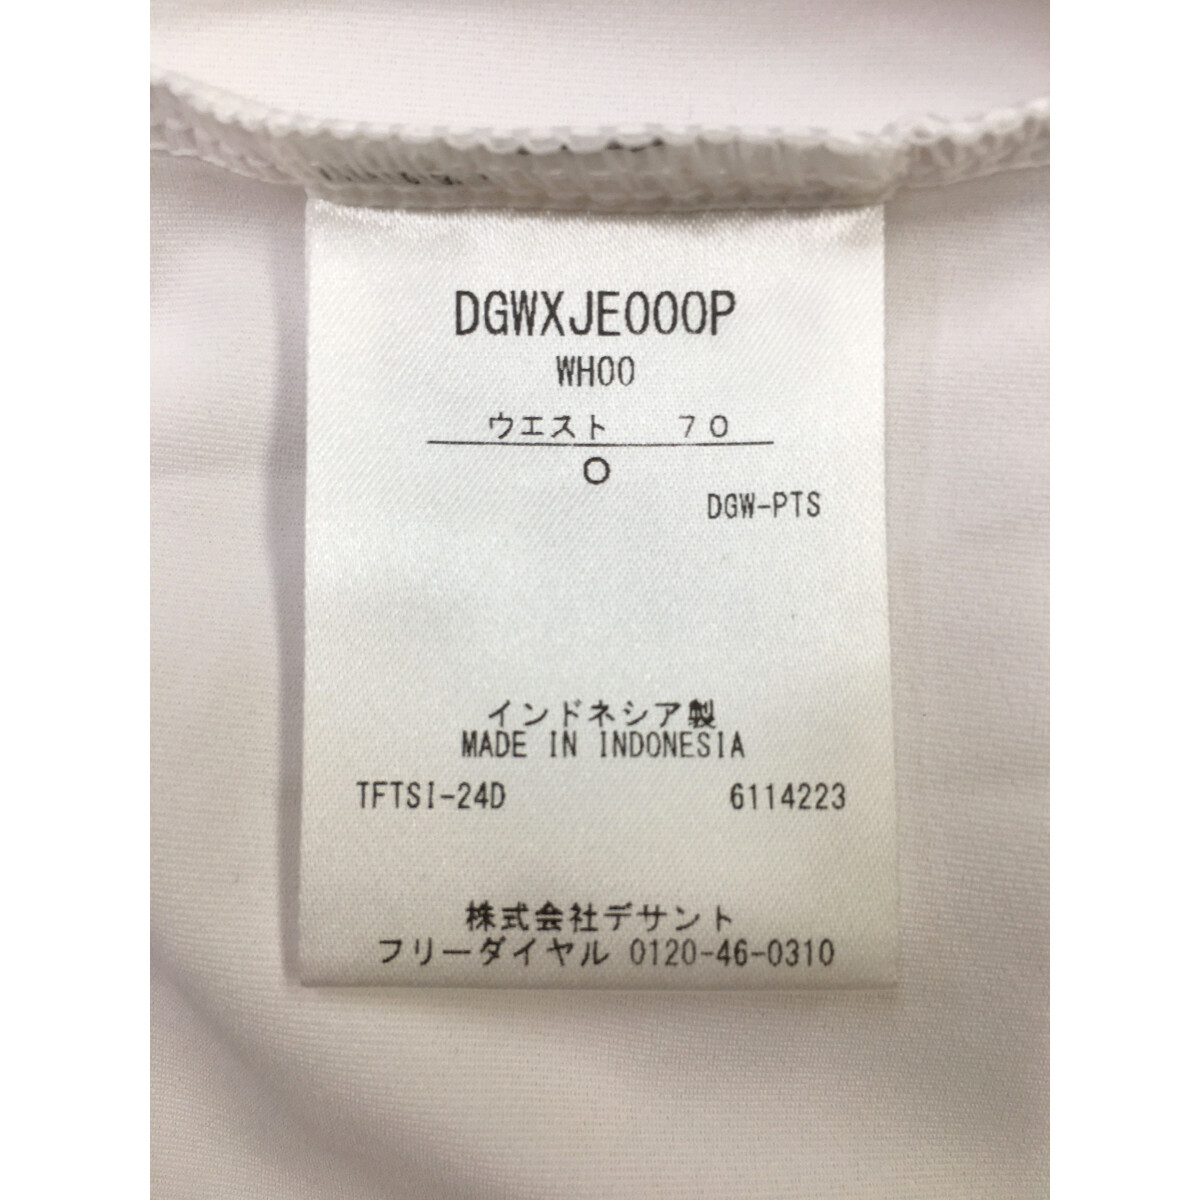 DGWXJE000P
WH00
ウエスト 70
O
DGW-PTS
インドネシア製
MADE IN INDONESIA
TFTSI-24D 6114223
株式会社デサント
フリーダイヤル 0120-46-0310